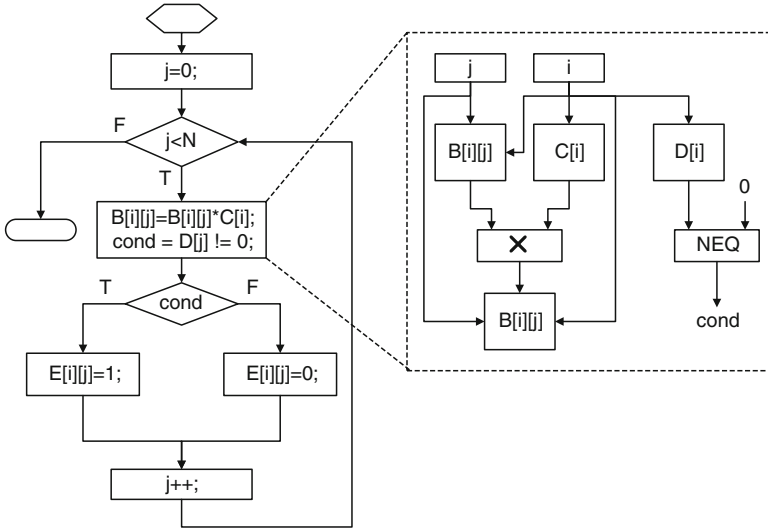 j=0;
F
j<N
T
B[i][j]=B[i][j]*C[i];
cond = D[j] != 0;
T
cond
F
E[i][j]=1;
E[i][j]=0;
j++;
j
i
B[i][j]
C[i]
D[i]
0
×
NEQ
B[i][j]
cond